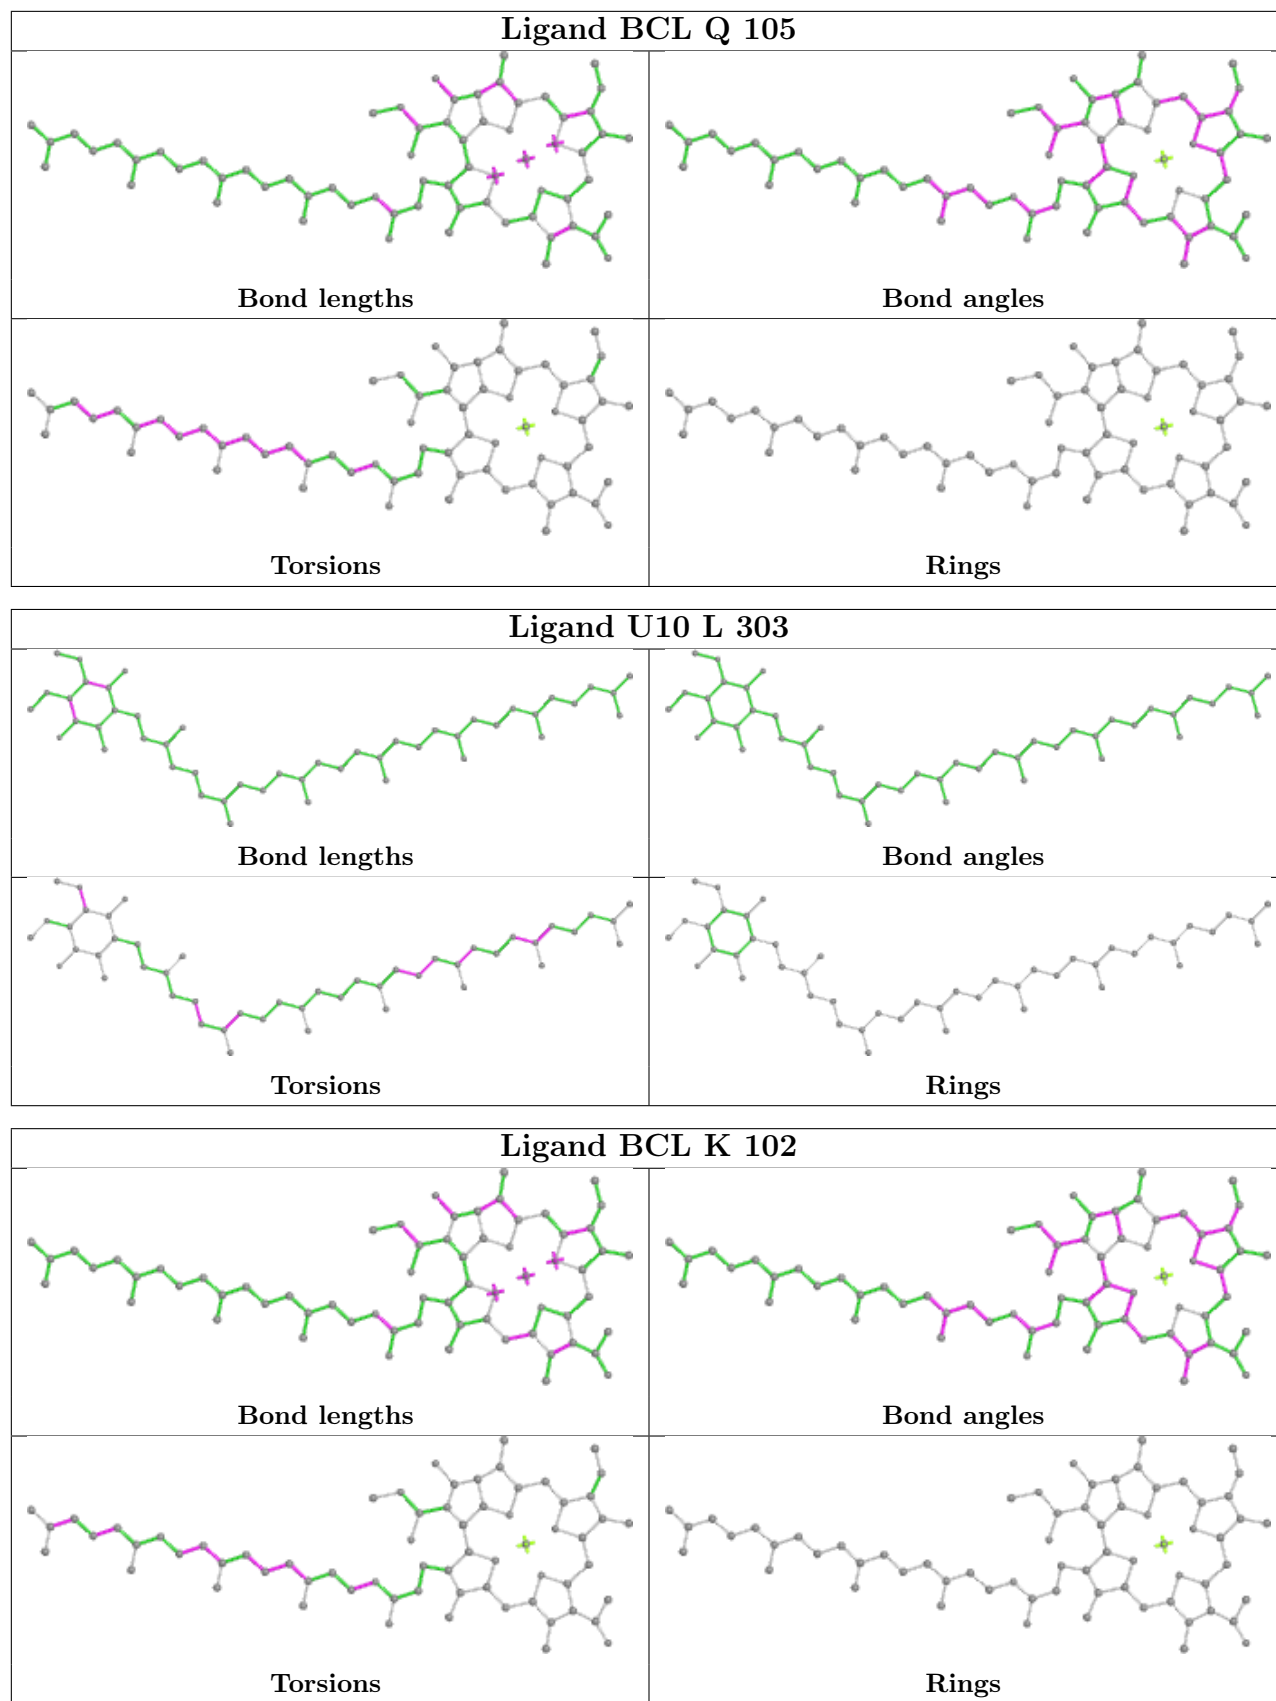 Ligand BCL Q 105
Bond lengths
Bond angles
Torsions
Rings
Ligand U10 L 303
Bond lengths
Bond angles
Torsions
Rings
Ligand BCL K 102
Bond lengths
Bond angles
Torsions
Rings